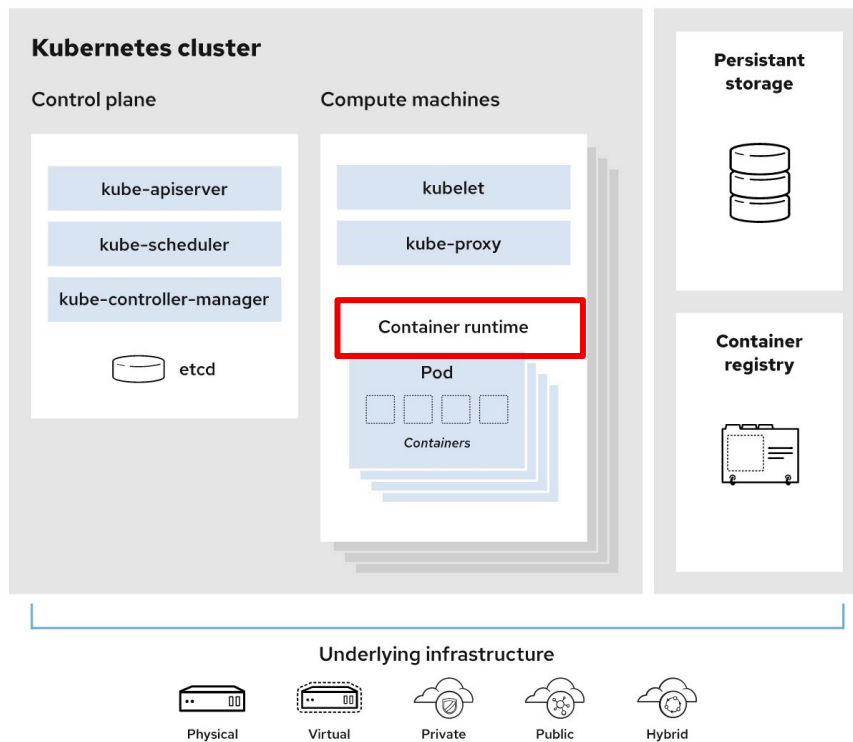 Kubernetes cluster
Control plane
kube-apiserver
kube-scheduler
kube-controller-manager
etcd
Compute machines
kubelet
kube-proxy
Container runtime
Pod
Containers
Persistant
storage
Container
registry
Underlying infrastructure
Physical
Virtual
Private
Public
Hybrid